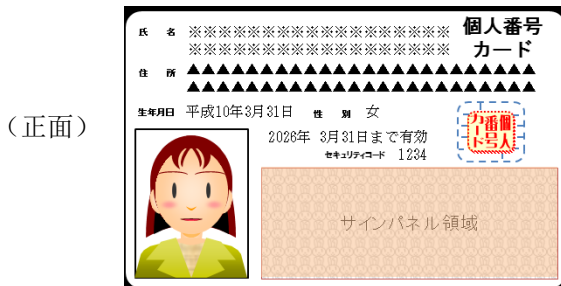 （正面）
氏 名 ※※※※※※※※※※※※※※※※※※ 個人番号
※※※※※※※※※※※※※※※※※※ カード
住 所 ▲▲▲▲▲▲▲▲▲▲▲▲▲▲▲▲▲▲▲▲
▲▲▲▲▲▲▲▲▲▲▲▲▲▲▲▲▲▲▲▲
生年月日 平成10年3月31日 性 別 女
2026年 3月31日まで有効
セキュリティコード 1234
個人番号カード
サインパネル領域